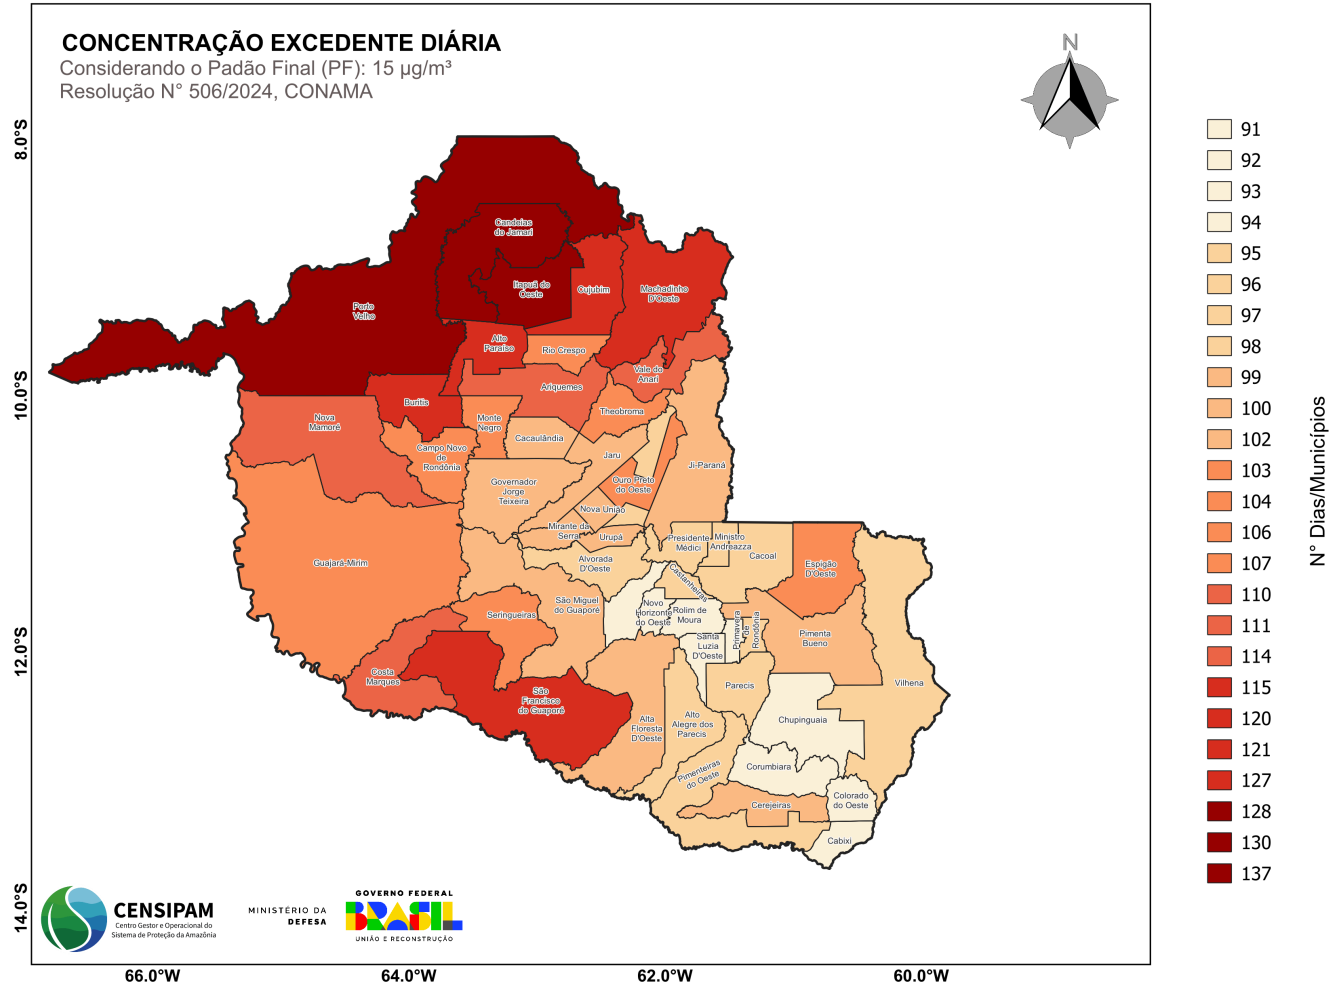 CONCENTRAÇÃO EXCEDENTE DIÁRIA
Considerando o Padão Final (PF): 15 µg/m³
Resolução N° 506/2024, CONAMA
N
8.0°S
10.0°S
12.0°S
14.0°S
66.0°W
64.0°W
62.0°W
60.0°W
Candeias
do Jamari
Itapuã do
Oeste
Cujubim
Machadinho
D'Oeste
Porto
Velho
Alto
Paraíso
Rio Crespo
Vale do
Anari
Ariquemes
Buritis
Theobroma
Nova
Mamoré
Monte
Negro
Cacaulândia
Campo Novo
de
Rondônia
Jaru
Ji-Paraná
Ouro Preto
do Oeste
Governador
Jorge
Teixeira
Nova União
Mirante da
Serra
Urupá
Presidente
Médici
Ministro
Andreazza
Cacoal
Espigão
D'Oeste
Alvorada
D'Oeste
Guajará-Mirim
Castanheiras
São Miguel
do Guaporé
Novo
Horizonte
do Oeste
Rolim de
Moura
Seringueiras
Primavera
de
Rondônia
Pimenta
Bueno
Santa
Luzia
D'Oeste
Costa
Marques
Parecis
Vilhena
São
Francisco
do Guaporé
Alta
Floresta
D'Oeste
Alto
Alegre dos
Parecis
Chupinguaia
Pimenteiras
do Oeste
Corumbiara
Cerejeiras
Colorado
do Oeste
Cabixi
91
92
93
94
95
96
97
98
99
100
102
103
104
106
107
110
111
114
115
120
121
127
128
130
137
N° Dias/Municípios
CENSIPAM
Centro Gestor e Operacional do
Sistema de Proteção da Amazônia
MINISTÉRIO DA
DEFESA
GOVERNO FEDERAL
BRASIL
UNIÃO E RECONSTRUÇÃO